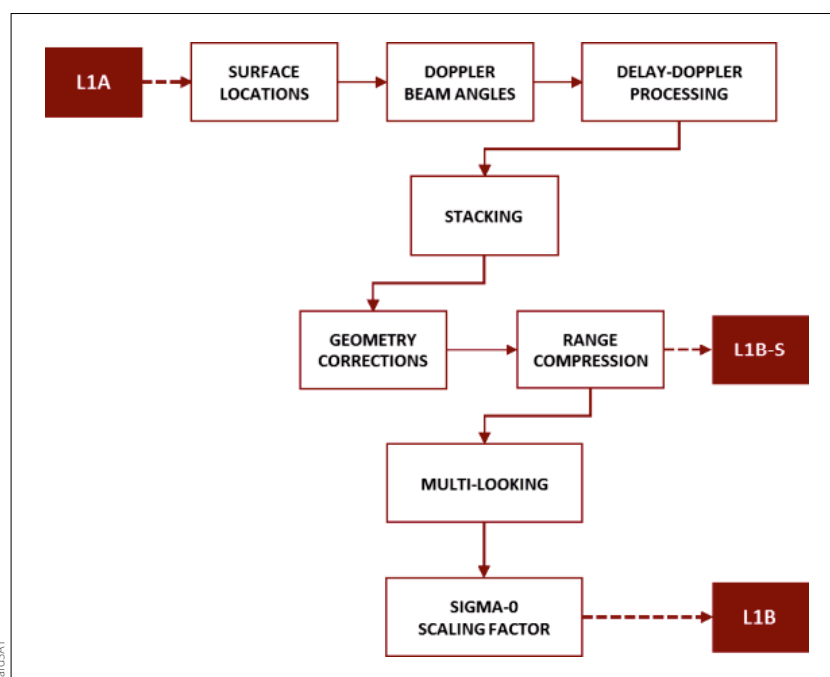 L1A
SURFACE
LOCATIONS
DOPPLER
BEAM ANGLES
DELAY-DOPPLER
PROCESSING
STACKING
GEOMETRY
CORRECTIONS
RANGE
COMPRESSION
L1B-S
MULTI-LOOKING
SIGMA-0
SCALING FACTOR
L1B